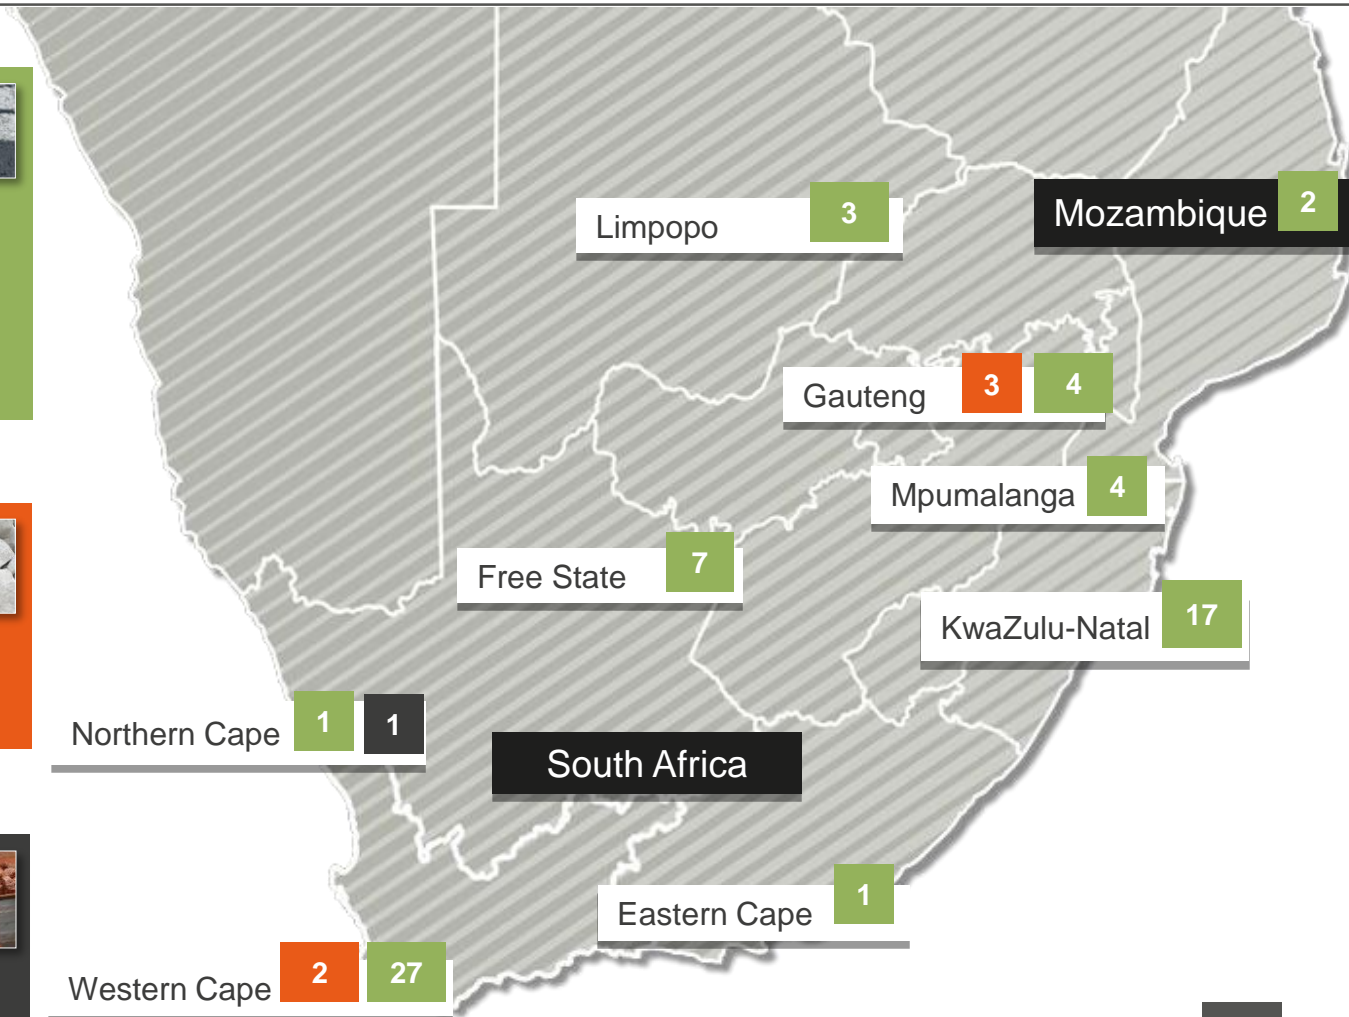 Limpopo 3
Mozambique 2
Gauteng 3 4
Mpumalanga 4
Free State 7
KwaZulu-Natal 17
Northern Cape 1 1
South Africa
Eastern Cape 1
Western Cape 2 27